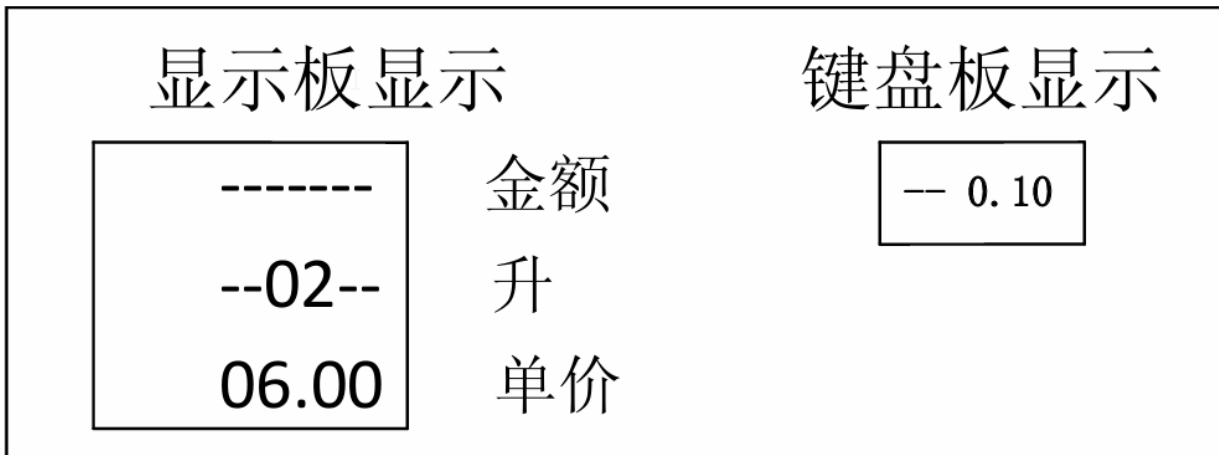 显示板显示 键盘板显示
------- 金额 -- 0.10
--02-- 升
06.00 单价